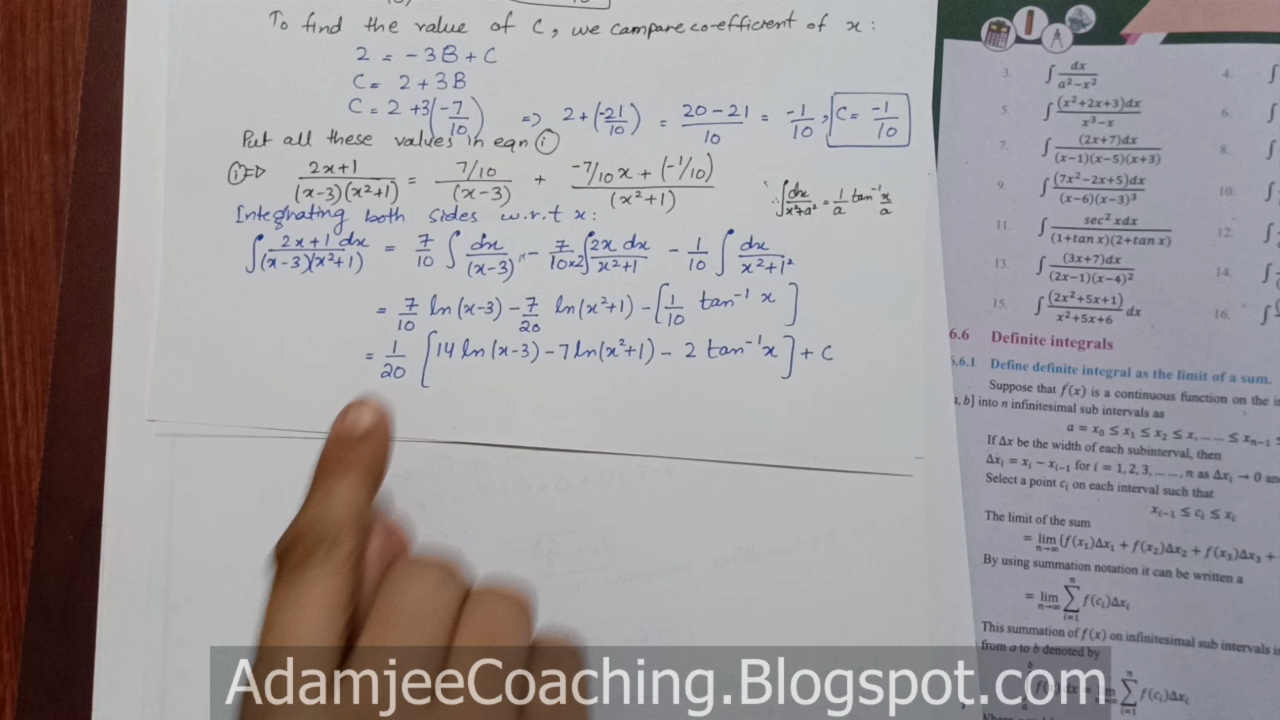 To find the value of C, we campare co-efficient of x :
2 = -3B + C
C = 2 + 3B
C = 2 + 3(-7/10) => 2 + (-21/10) = 20 - 21/10 = -1/10 , C = -1/10
Put all these values in eqn (i)
(i) => 2x+1/(x-3)(x²+1) = 7/10/(x-3) + -7/10 x + (-1/10)/(x²+1)
∴ ∫dx/x²+a² = 1/a tan⁻¹ x/a
Integrating both sides w.r.t x:
∫ 2x+1 dx/(x-3)(x²+1) = 7/10 ∫ dx/(x-3) - 7/10×2 ∫ 2x dx/x²+1 - 1/10 ∫ dx/x²+1²
= 7/10 ln(x-3) - 7/20 ln(x²+1) - [1/10 tan⁻¹ x]
= 1/20 [14 ln(x-3) - 7 ln(x²+1) - 2 tan⁻¹x] + C
3. ∫ dx/a²-x² 4.
5. ∫ (x²+2x+3)dx/x³-x 6.
7. ∫ (2x+7)dx/(x-1)(x-5)(x+3) 8.
9. ∫ (7x²-2x+5)dx/(x-6)(x-3)³ 10.
11. ∫ sec² xdx/(1+tan x)(2+tan x) 12.
13. ∫ (3x+7)dx/(2x-1)(x-4)² 14.
15. ∫ (2x²+5x+1)/x²+5x+6 dx 16.
6.6 Definite integrals
6.6.1 Define definite integral as the limit of a sum.
Suppose that f(x) is a continuous function on the
, b] into n infinitesimal sub intervals as
a = x₀ ≤ x₁ ≤ x₂ ≤ x, ...... ≤ xₙ₋₁ ≤
If Δx be the width of each subinterval, then
Δxᵢ = xᵢ - xᵢ₋₁ for i = 1, 2, 3, ......, n as Δxᵢ → 0
Select a point cᵢ on each interval such that
xᵢ₋₁ ≤ cᵢ ≤ xᵢ
The limit of the sum
= lim n→∞ {f(x₁)Δx₁ + f(x₂)Δx₂ + f(x₃)Δx₃ +
By using summation notation it can be written a
= lim n→∞ ∑ n i=1 f(cᵢ)Δxᵢ
This summation of f(x) on infinitesimal sub intervals
from a to b denoted by
∑ n i=1 f(cᵢ)Δxᵢ
AdamjeeCoaching.Blogspot.com